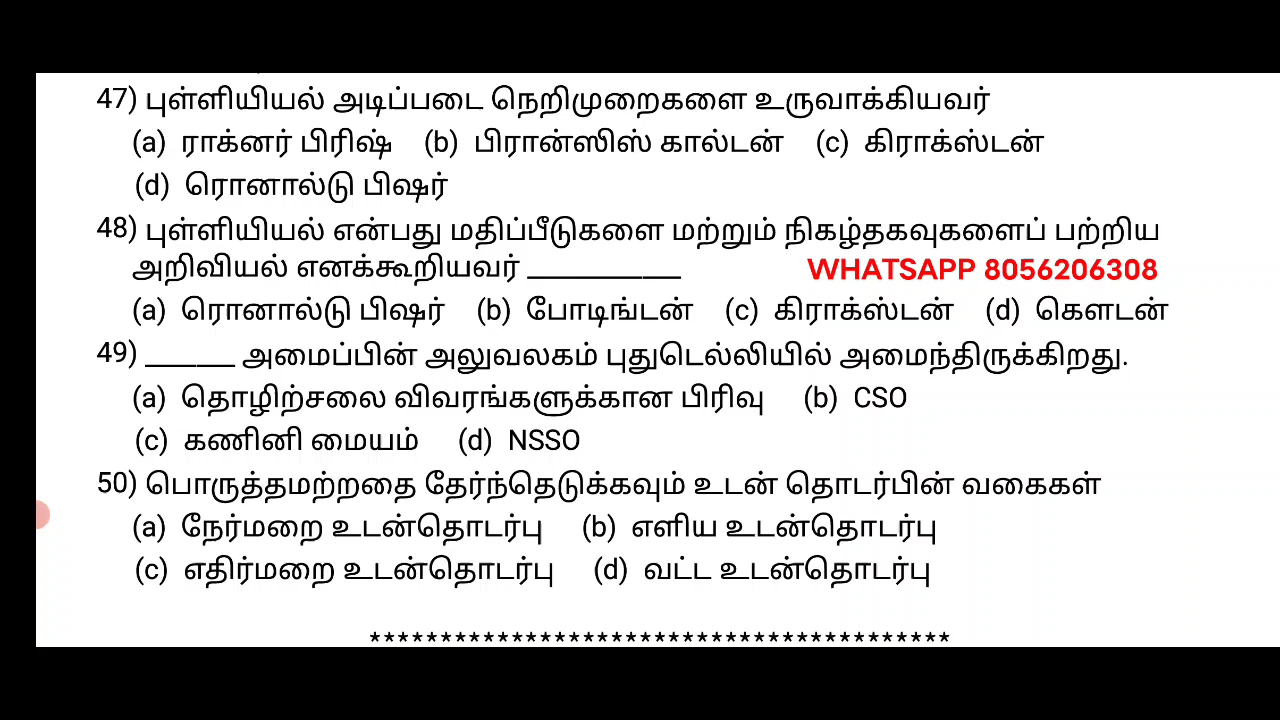 47) புள்ளியியல் அடிப்படை நெறிமுறைகளை உருவாக்கியவர்
(a) ராக்னர் பிரிஷ் (b) பிரான்ஸிஸ் கால்டன் (c) கிராக்ஸ்டன்
(d) ரொனால்டு பிஷர்
48) புள்ளியியல் என்பது மதிப்பீடுகளை மற்றும் நிகழ்தகவுகளைப் பற்றிய
அறிவியல் எனக்கூறியவர் ___________ WHATSAPP 8056206308
(a) ரொனால்டு பிஷர் (b) போடிங்டன் (c) கிராக்ஸ்டன் (d) கௌடன்
49) _______ அமைப்பின் அலுவலகம் புதுடெல்லியில் அமைந்திருக்கிறது.
(a) தொழிற்சலை விவரங்களுக்கான பிரிவு (b) CSO
(c) கணினி மையம் (d) NSSO
50) பொருத்தமற்றதை தேர்ந்தெடுக்கவும் உடன் தொடர்பின் வகைகள்
(a) நேர்மறை உடன்தொடர்பு (b) எளிய உடன்தொடர்பு
(c) எதிர்மறை உடன்தொடர்பு (d) வட்ட உடன்தொடர்பு
*****************************************